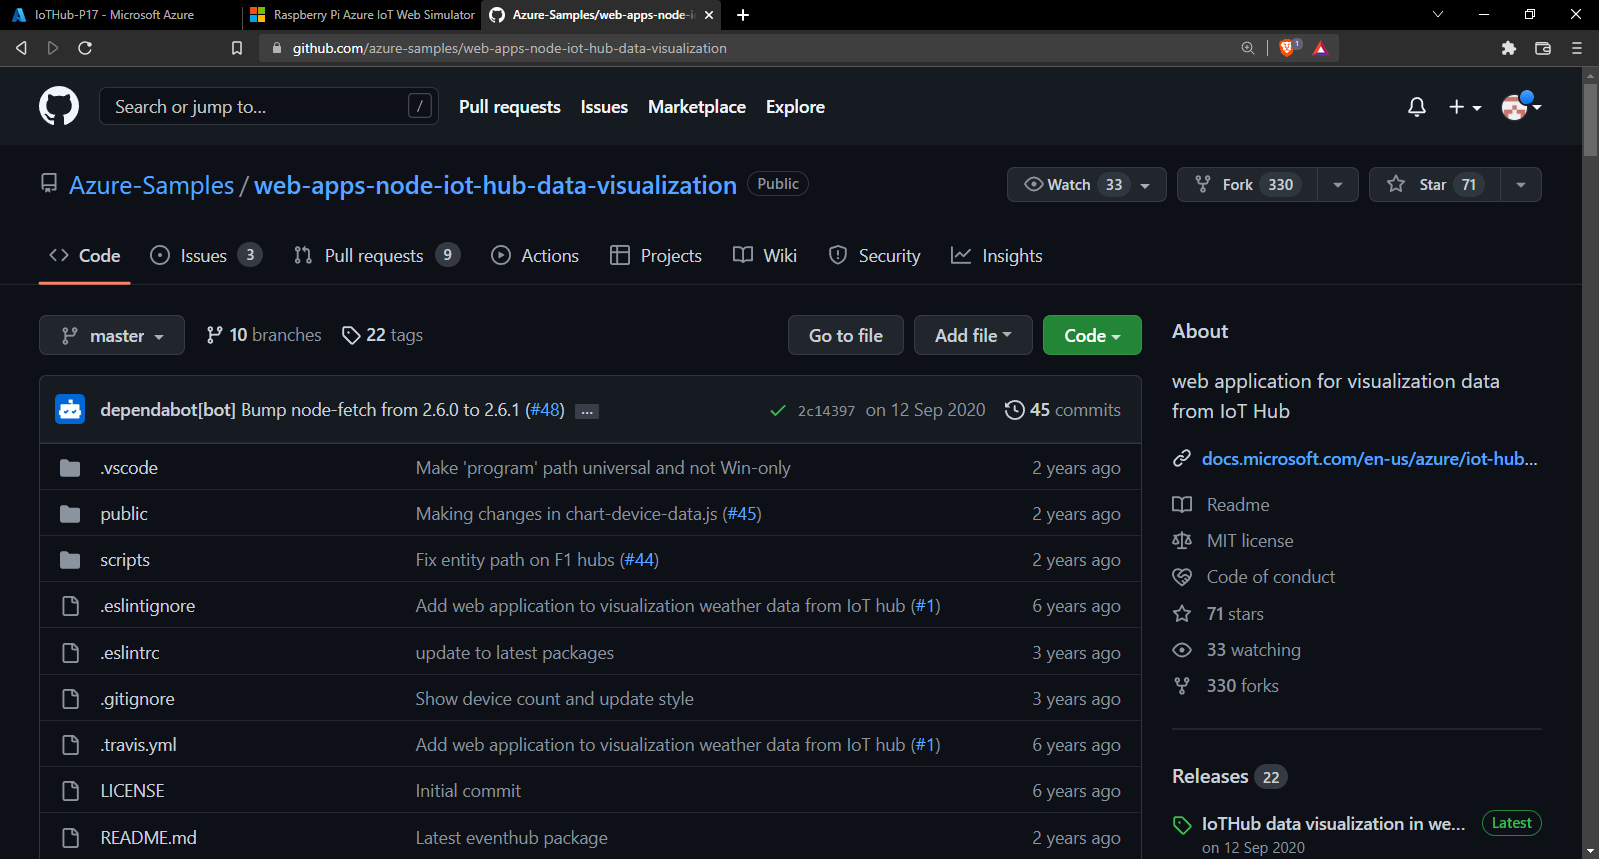 IoTHub-P17 - Microsoft Azure
Raspberry Pi Azure IoT Web Simulator
Azure-Samples/web-apps-node-i
github.com/azure-samples/web-apps-node-iot-hub-data-visualization
1
Search or jump to...
/
Pull requests
Issues
Marketplace
Explore
Azure-Samples / web-apps-node-iot-hub-data-visualization
Public
Watch 33
Fork 330
Star 71
Code
Issues 3
Pull requests 9
Actions
Projects
Wiki
Security
Insights
master
10 branches
22 tags
Go to file
Add file
Code
dependabot[bot] Bump node-fetch from 2.6.0 to 2.6.1 (#48) ...
2c14397 on 12 Sep 2020
45 commits
.vscode Make 'program' path universal and not Win-only 2 years ago
public Making changes in chart-device-data.js (#45) 2 years ago
scripts Fix entity path on F1 hubs (#44) 2 years ago
.eslintignore Add web application to visualization weather data from IoT hub (#1) 6 years ago
.eslintrc update to latest packages 3 years ago
.gitignore Show device count and update style 3 years ago
.travis.yml Add web application to visualization weather data from IoT hub (#1) 6 years ago
LICENSE Initial commit 6 years ago
README.md Latest eventhub package 2 years ago
About
web application for visualization data
from IoT Hub
docs.microsoft.com/en-us/azure/iot-hub...
Readme
MIT license
Code of conduct
71 stars
33 watching
330 forks
Releases 22
IoTHub data visualization in we... Latest
on 12 Sep 2020